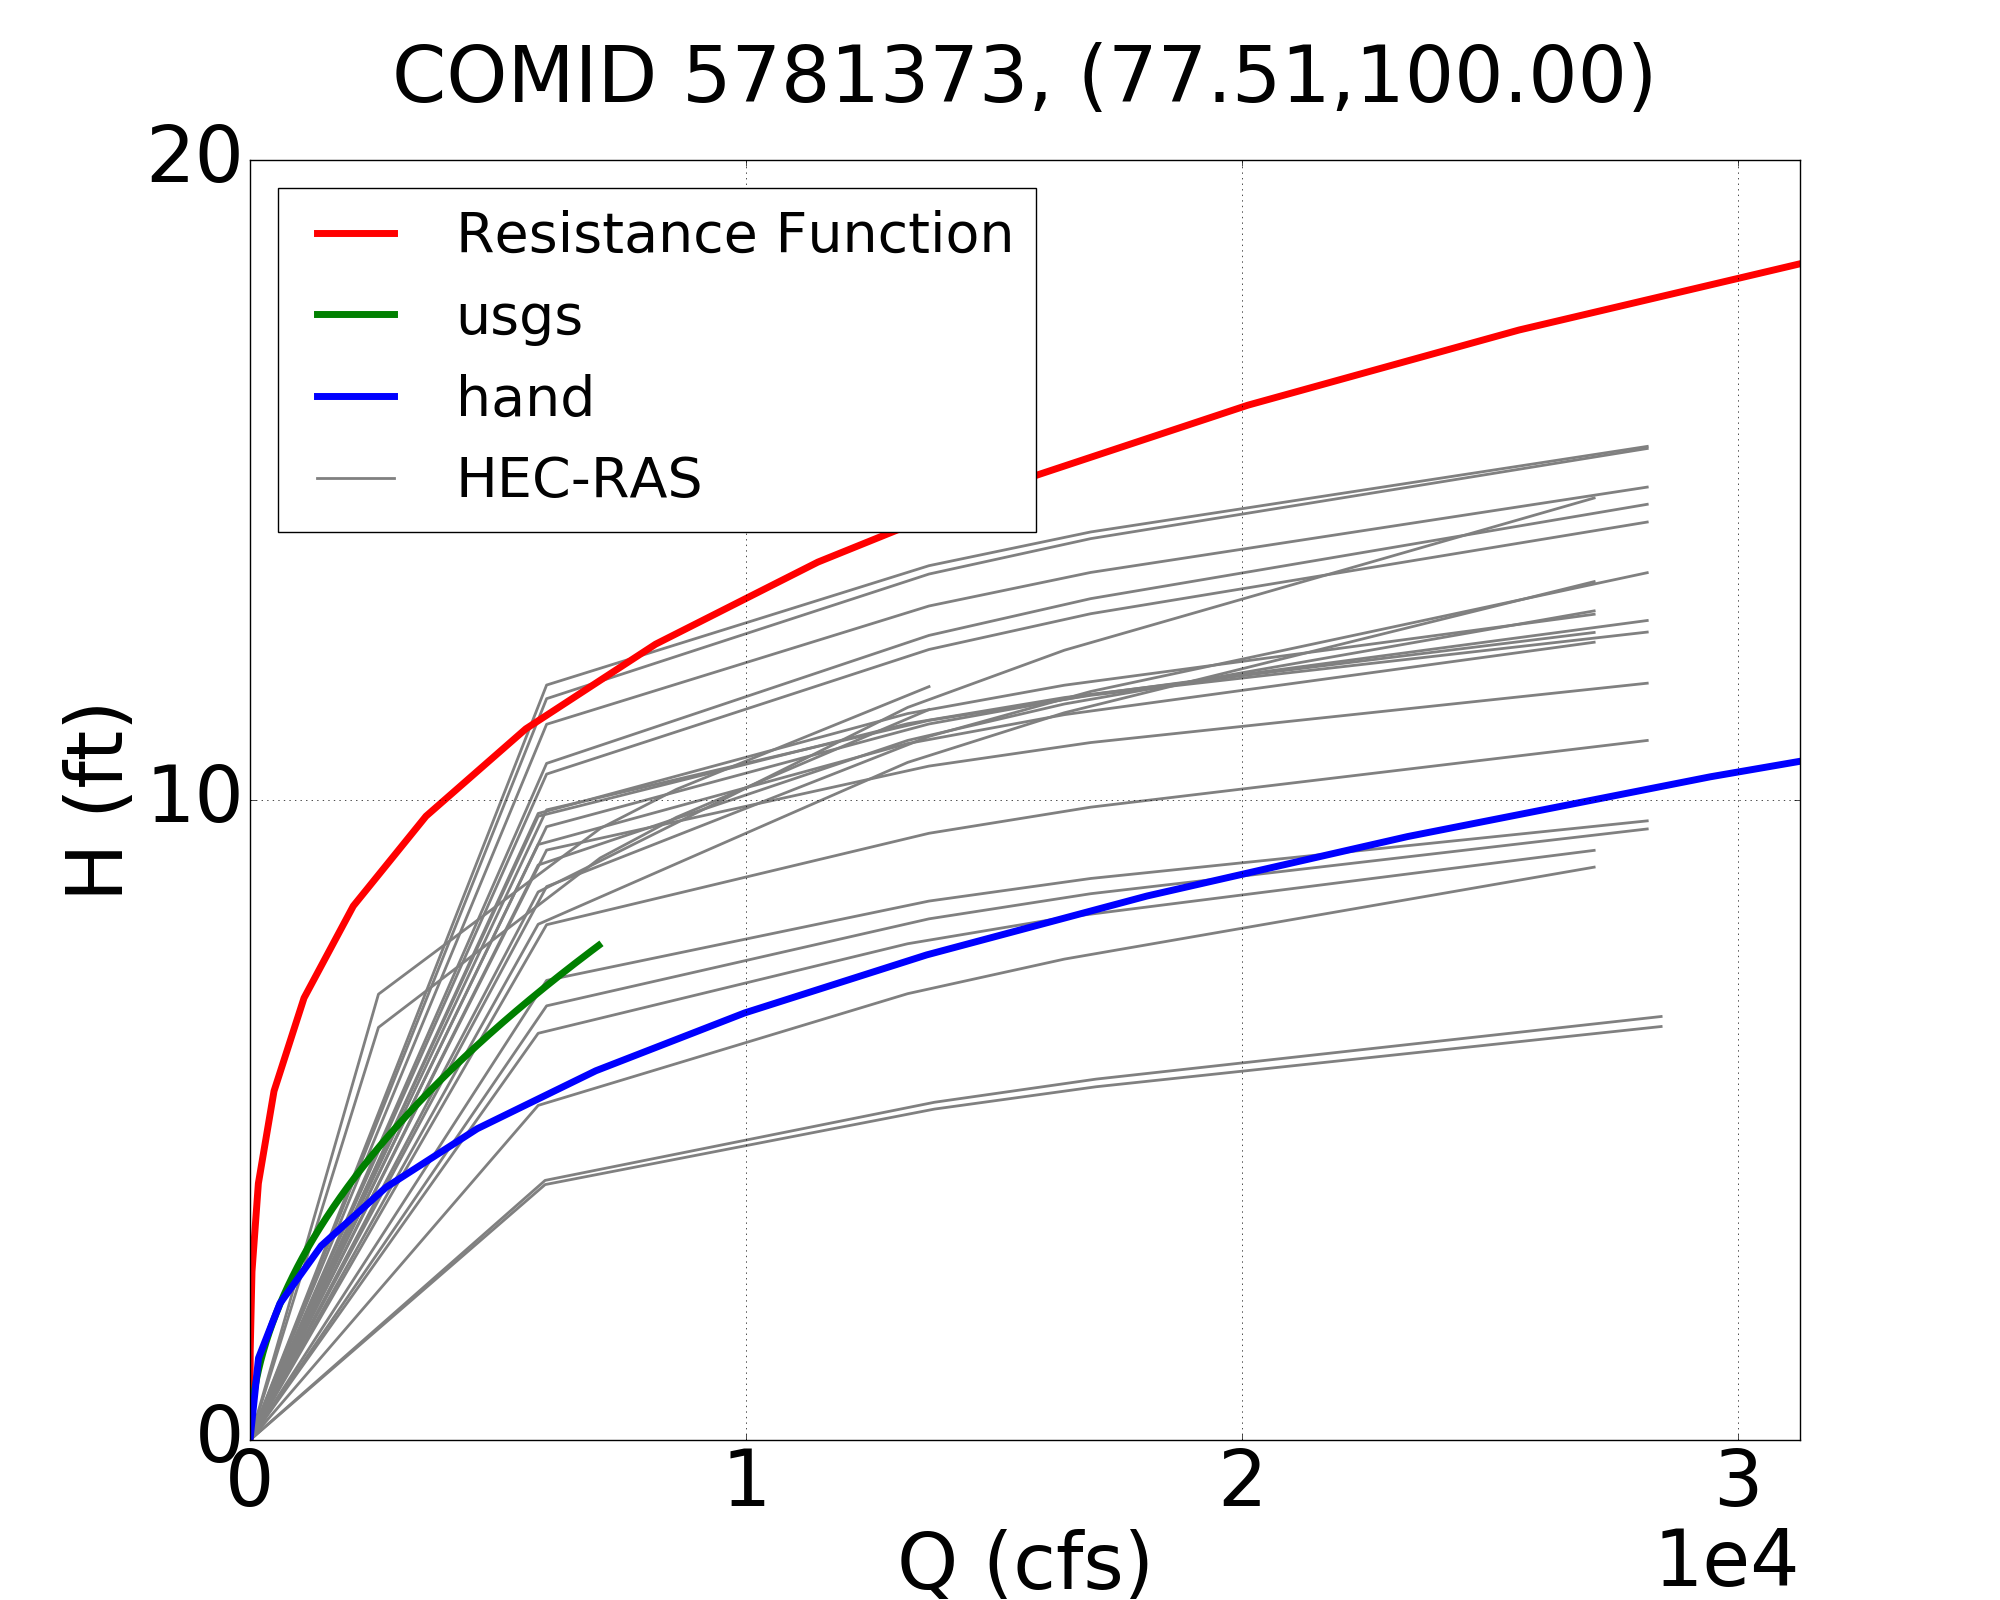 COMID 5781373, (77.51,100.00)
20
Resistance Function
usgs
hand
HEC-RAS
H (ft)
10
0
0 1 2 3
1e4
Q (cfs)